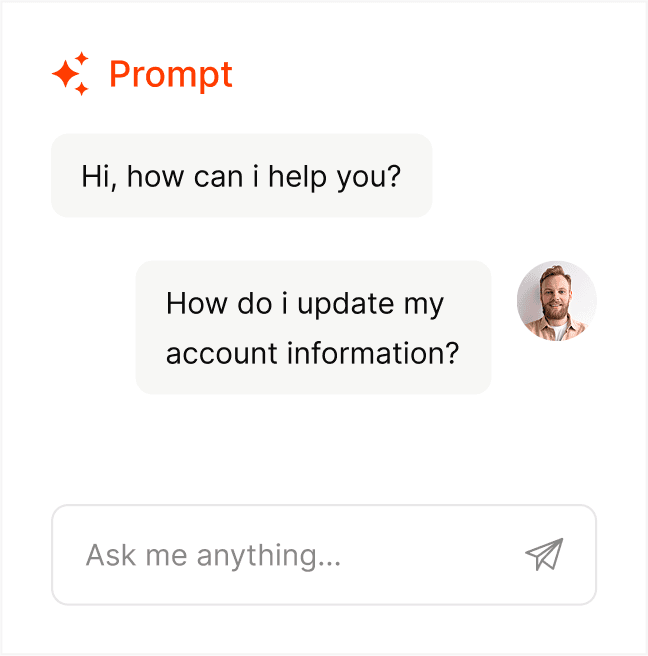 Prompt
Hi, how can i help you?
How do i update my
account information?
Ask me anything...